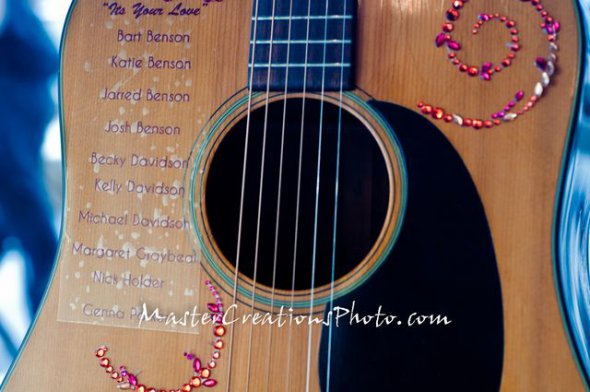 "Its Your Love"
Bart Benson
Katie Benson
Jarred Benson
Josh Benson
Becky Davidson
Kelly Davidson
Michael Davidson
Margaret Graybeal
Nick Holder
MasterCreationsPhoto.com